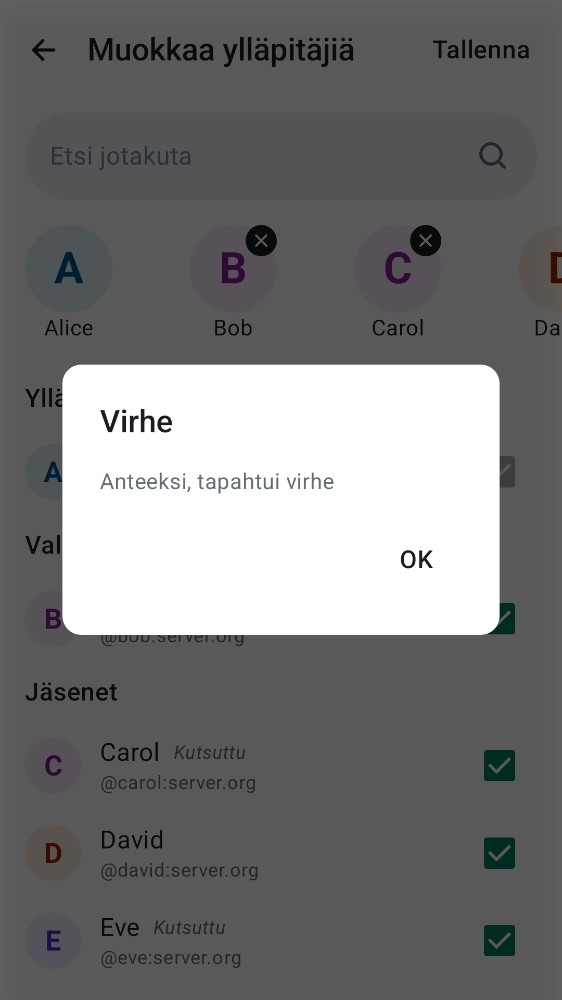 Muokkaa ylläpitäjiä
Tallenna
Etsi jotakuta
A
B
C
Alice
Bob
Carol
Da
Yllä
A
Virhe
Anteeksi, tapahtui virhe
OK
Val
B
@bob:server.org
Jäsenet
C
Carol Kutsuttu
@carol:server.org
D
David
@david:server.org
E
Eve Kutsuttu
@eve:server.org